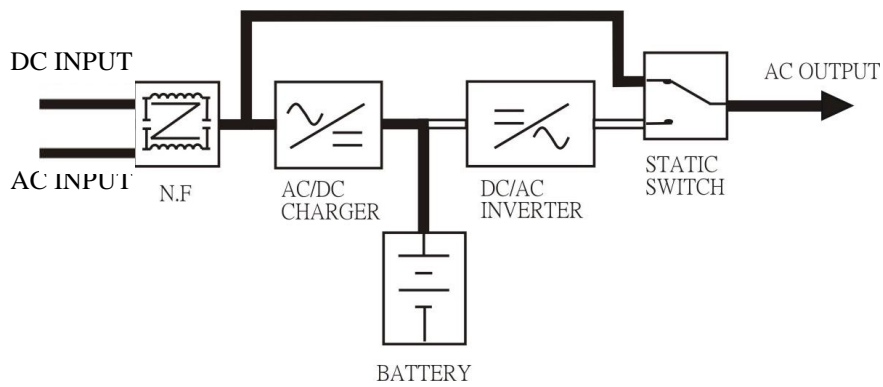 DC INPUT
AC OUTPUT
AC INPUT
N.F
AC/DC
CHARGER
DC/AC
INVERTER
STATIC
SWITCH
BATTERY